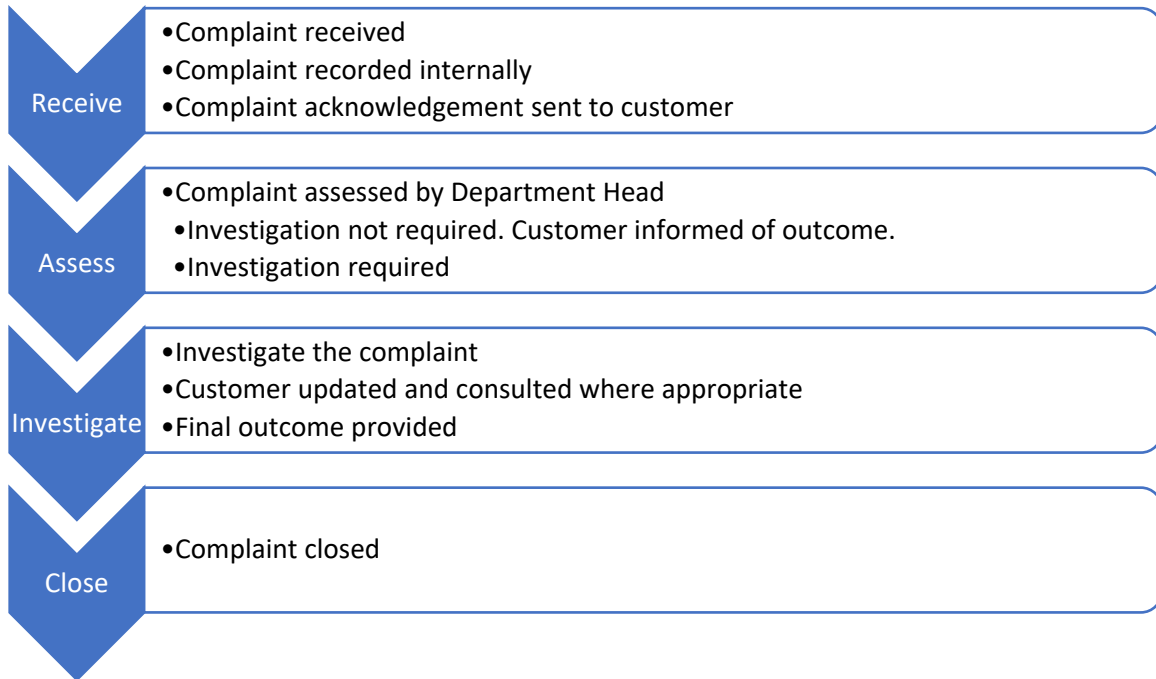 Receive
•Complaint received
•Complaint recorded internally
•Complaint acknowledgement sent to customer
Assess
•Complaint assessed by Department Head
•Investigation not required. Customer informed of outcome.
•Investigation required
Investigate
•Investigate the complaint
•Customer updated and consulted where appropriate
•Final outcome provided
Close
•Complaint closed